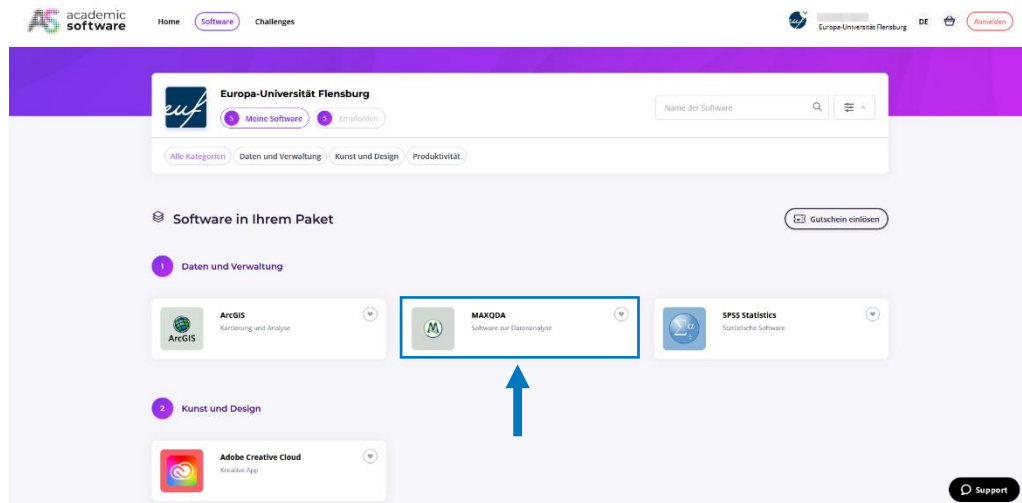 academic
software
Home
Software
Challenges
Europa-Universität Flensburg
DE
Abmelden
euf
Europa-Universität Flensburg
5 Meine Software
5 Empfohlen
Name der Software
Alle Kategorien
Daten und Verwaltung
Kunst und Design
Produktivität
Software in Ihrem Paket
Gutschein einlösen
1 Daten und Verwaltung
ArcGIS
ArcGIS
Kartierung und Analyse
M
MAXQDA
Software zur Datenanalyse
Σα
SPSS Statistics
Statistische Software
2 Kunst und Design
Adobe Creative Cloud
Kreative App
Support